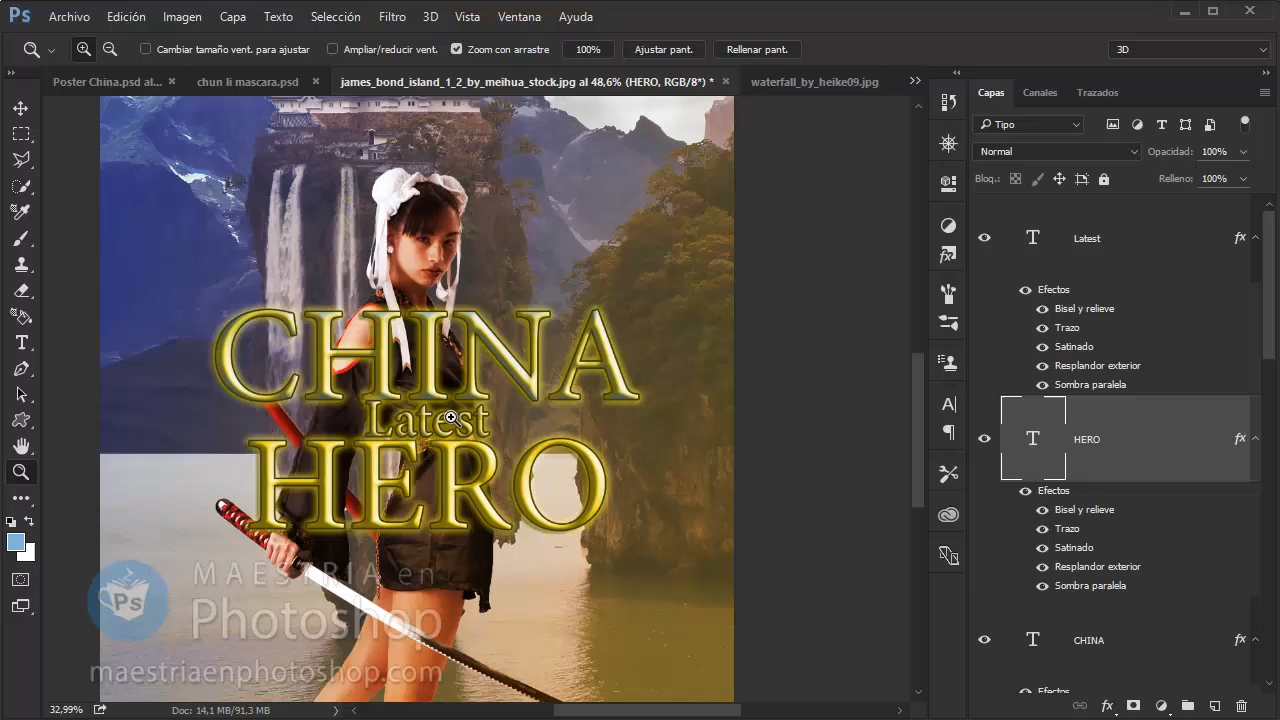 Ps Archivo Edición Imagen Capa Texto Selección Filtro 3D Vista Ventana Ayuda
Cambiar tamaño vent. para ajustar Ampliar/reducir vent. Zoom con arrastre 100% Ajustar pant. Rellenar pant. 3D
Poster China.psd al... × chun li mascara.psd × james_bond_island_1_2_by_meihua_stock.jpg al 48,6% (HERO, RGB/8*) * × waterfall_by_heike09.jpg >>
Capas Canales Trazados
Tipo
Normal Opacidad: 100%
Bloq.: Relleno: 100%
T Latest fx
Efectos
Bisel y relieve
Trazo
Satinado
Resplandor exterior
Sombra paralela
T HERO fx
Efectos
Bisel y relieve
Trazo
Satinado
Resplandor exterior
Sombra paralela
T CHINA fx
Efectos
CHINA
Latest
HERO
Ps
MAESTRIA en
Photoshop
maestriaenphotoshop.com
32,99% Doc: 14,1 MB/91,3 MB